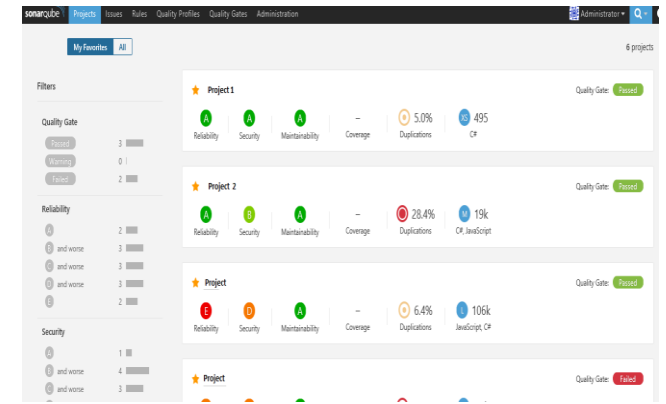 sonarqube Projects Issues Rules Quality Profiles Quality Gates Administration Administrator
My Favorites All 6 projects
Filters
Quality Gate
Passed 3
Warning 0
Failed 2
Reliability
A 2
B and worse 3
C and worse 3
D and worse 3
E 2
Security
A 1
B and worse 4
C and worse 3
Project 1 Quality Gate: Passed
A A A – 5.0% XS 495
Reliability Security Maintainability Coverage Duplications C#
Project 2 Quality Gate: Passed
A B A – 28.4% M 19k
Reliability Security Maintainability Coverage Duplications C#, JavaScript
Project Quality Gate: Passed
E D A – 6.4% L 106k
Reliability Security Maintainability Coverage Duplications JavaScript, C#
Project Quality Gate: Failed